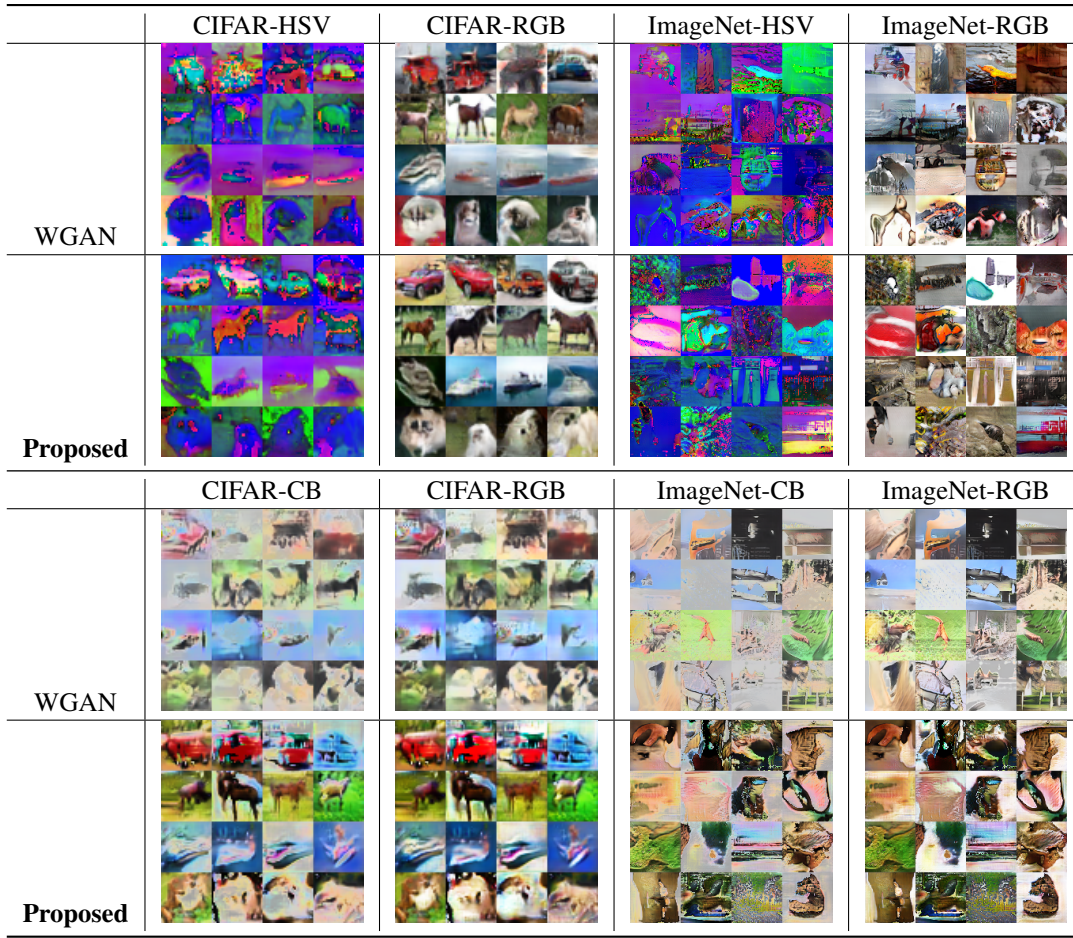 CIFAR-HSV CIFAR-RGB ImageNet-HSV ImageNet-RGB
WGAN
Proposed
CIFAR-CB CIFAR-RGB ImageNet-CB ImageNet-RGB
WGAN
Proposed